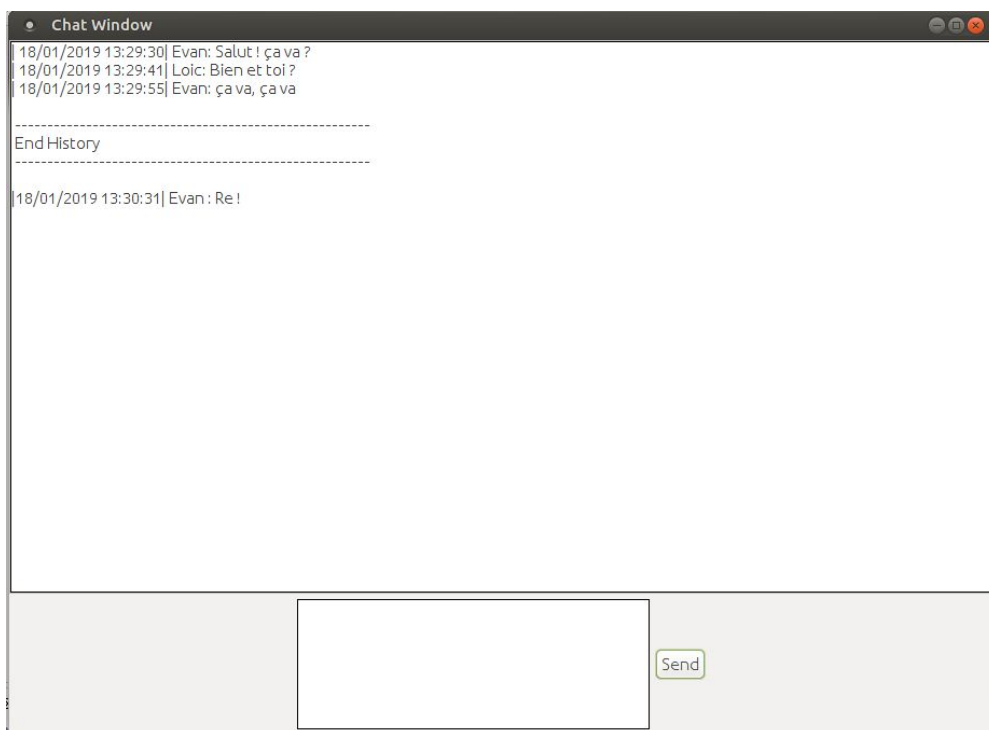 Chat Window
| 18/01/2019 13:29:30| Evan: Salut ! ça va ?
| 18/01/2019 13:29:41| Loic: Bien et toi ?
| 18/01/2019 13:29:55| Evan: ça va, ça va
-------------------------------------------------------
End History
-------------------------------------------------------
|18/01/2019 13:30:31| Evan : Re !
Send